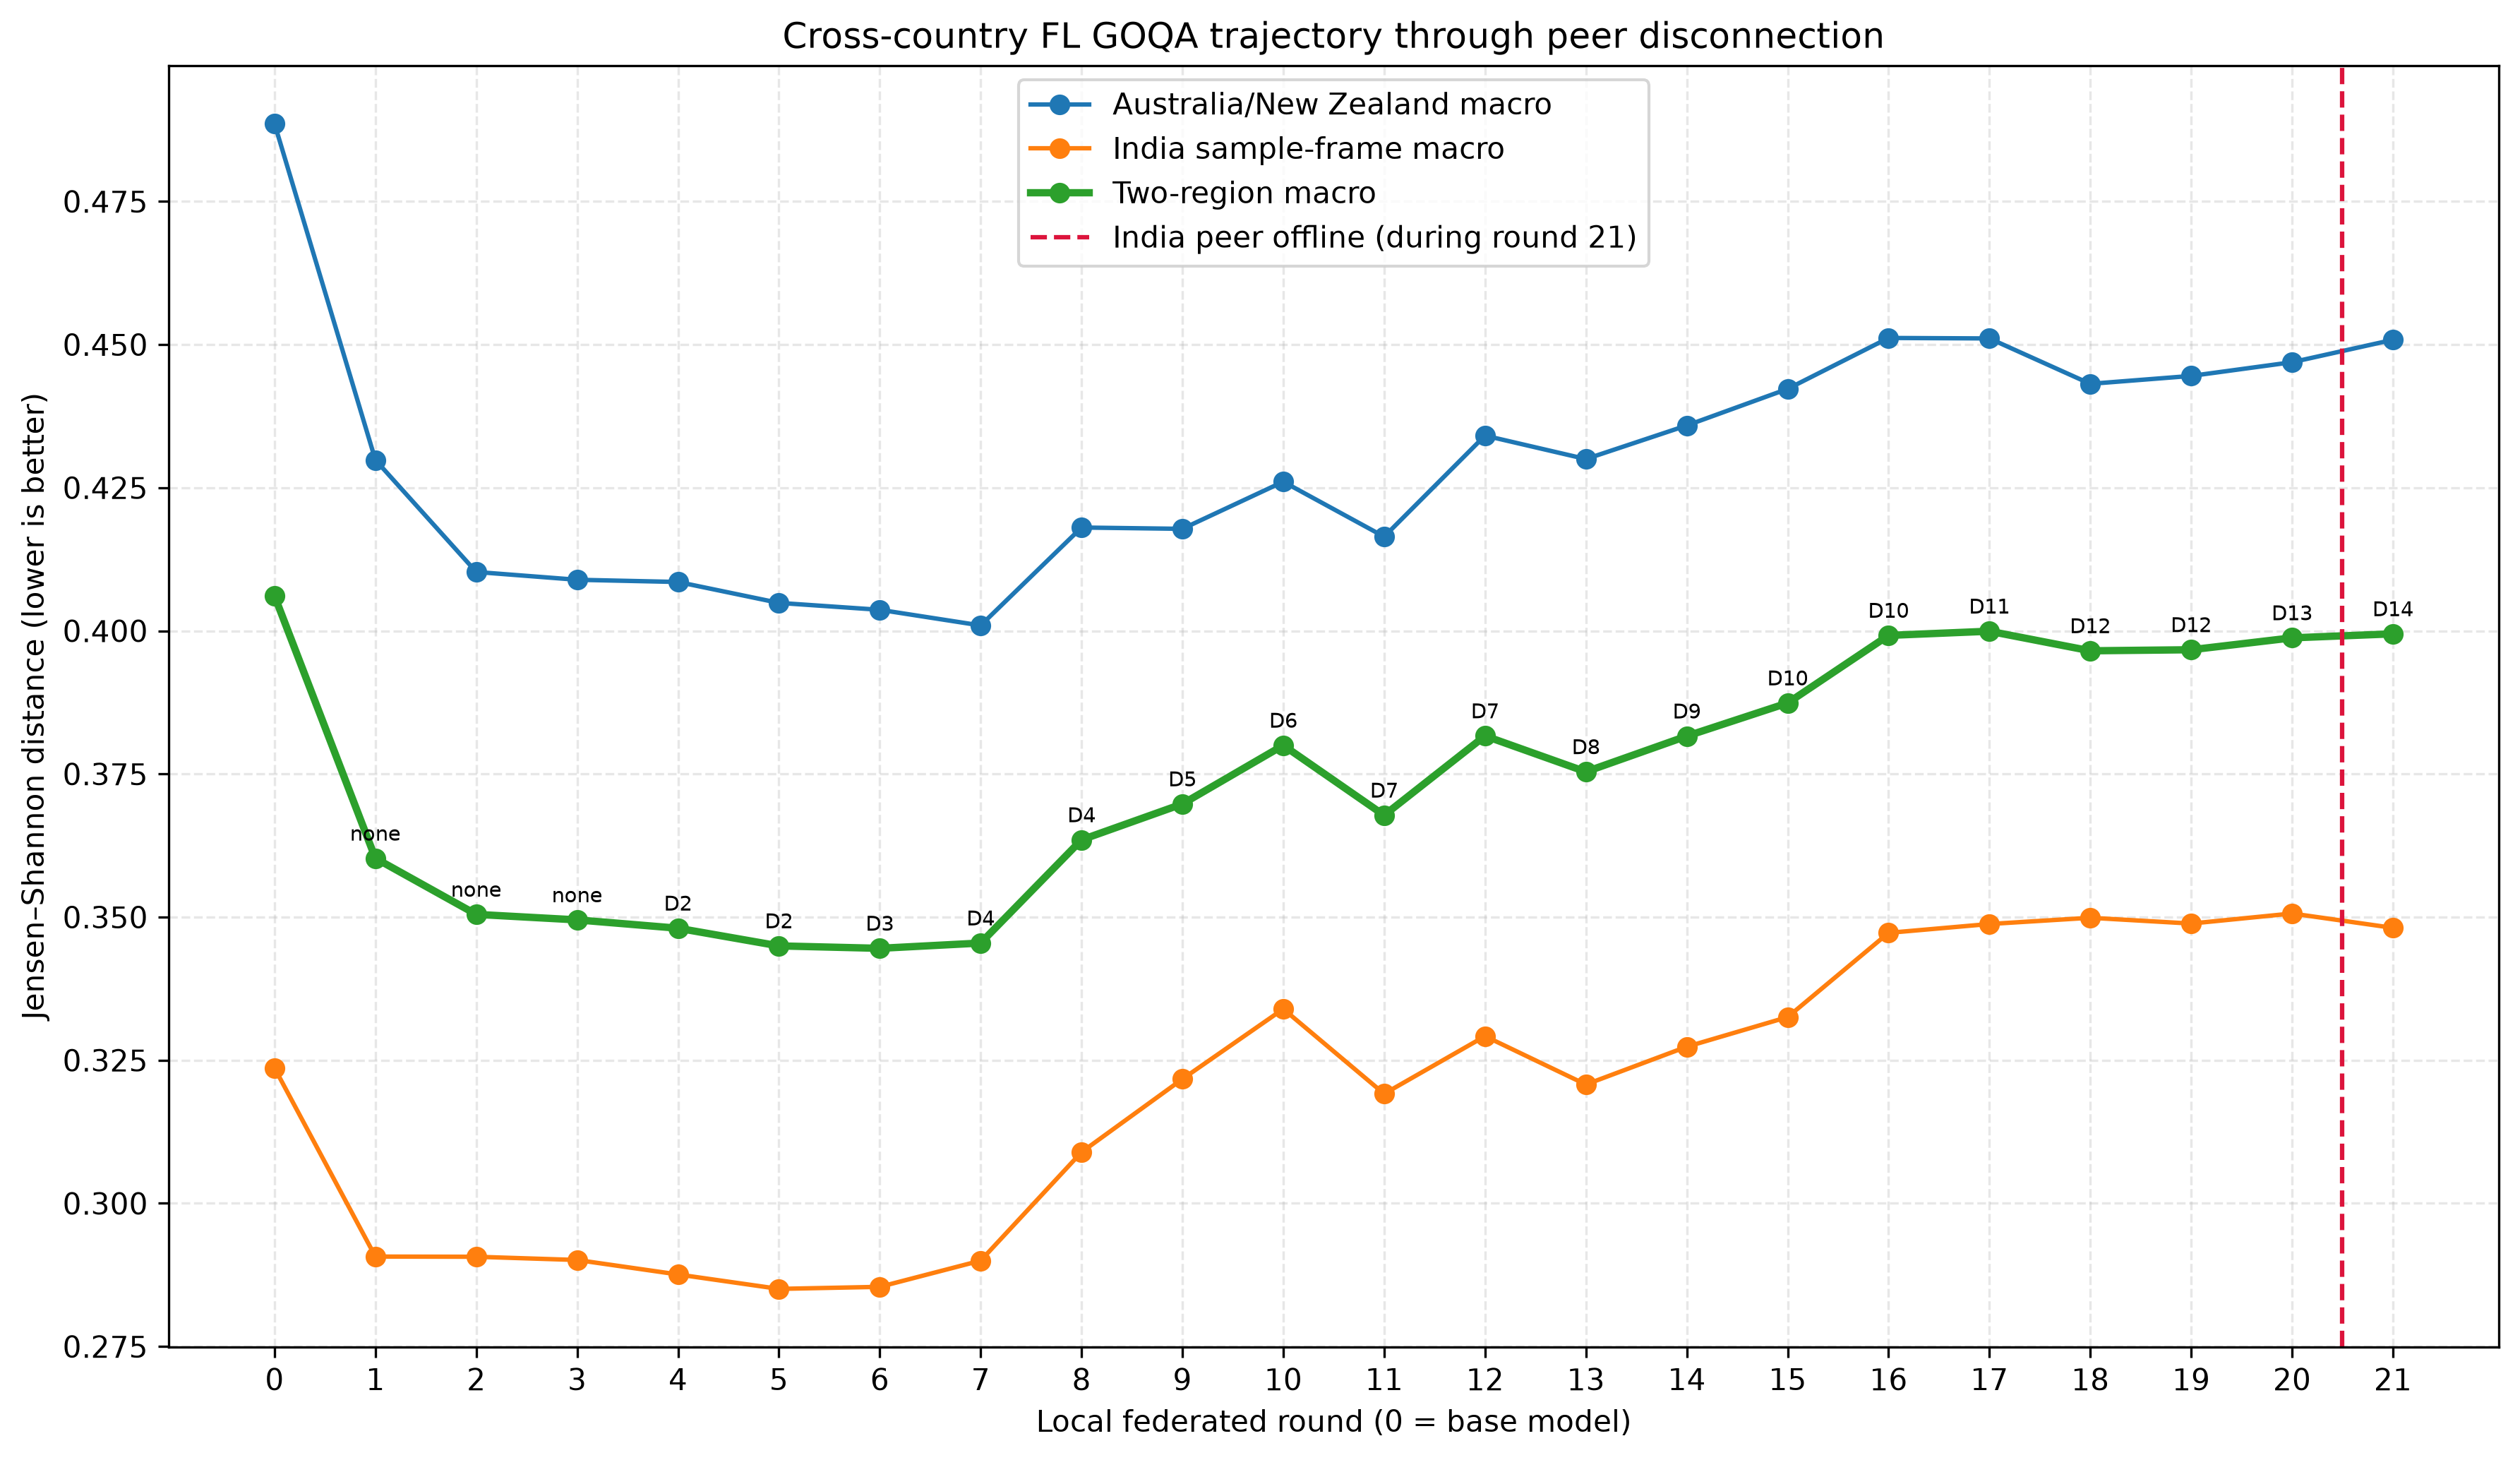 Cross-country FL GOQA trajectory through peer disconnection
Australia/New Zealand macro
India sample-frame macro
Two-region macro
India peer offline (during round 21)
Jensen–Shannon distance (lower is better)
0.475
0.450
0.425
0.400
0.375
0.350
0.325
0.300
0.275
none
none
none
D2
D2
D3
D4
D4
D5
D6
D7
D7
D8
D9
D10
D10
D11
D12
D12
D13
D14
0 1 2 3 4 5 6 7 8 9 10 11 12 13 14 15 16 17 18 19 20 21
Local federated round (0 = base model)